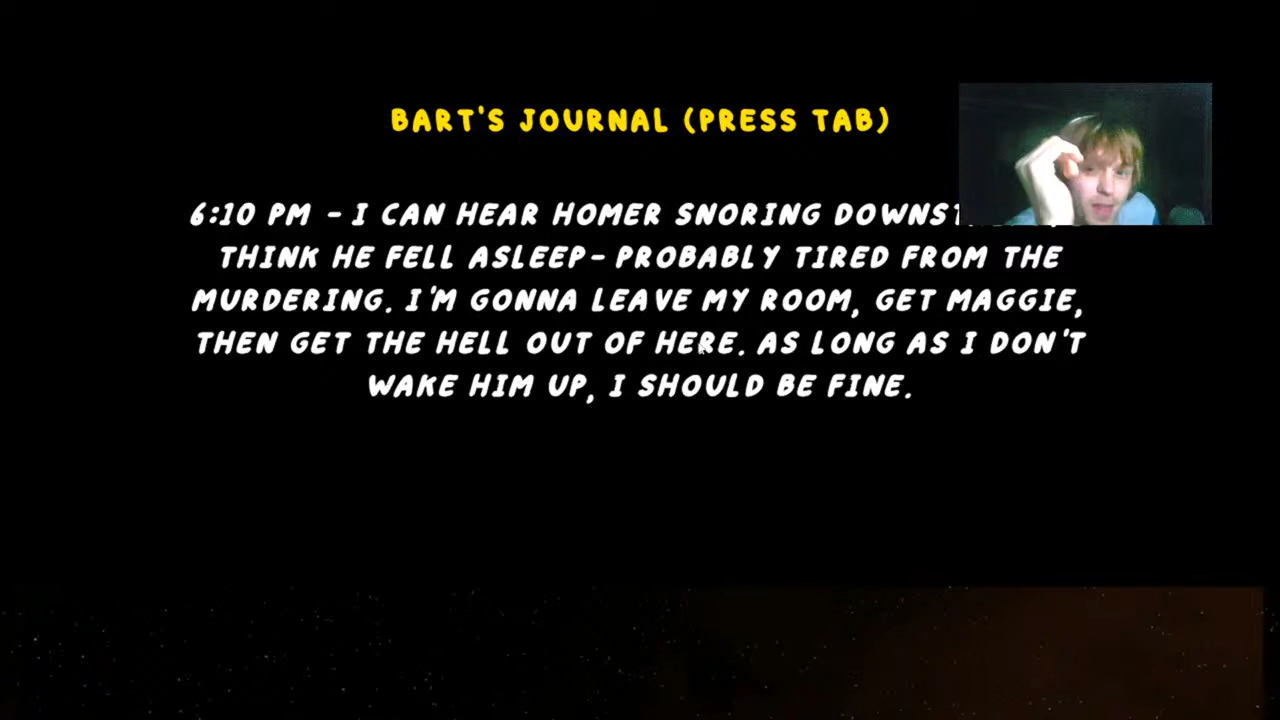 BART'S JOURNAL (PRESS TAB)
6:10 PM - I CAN HEAR HOMER SNORING
THINK HE FELL ASLEEP- PROBABLY TIRED FROM THE
MURDERING. I'M GONNA LEAVE MY ROOM, GET MAGGIE,
THEN GET THE HELL OUT OF HERE. AS LONG AS I DON'T
WAKE HIM UP, I SHOULD BE FINE.